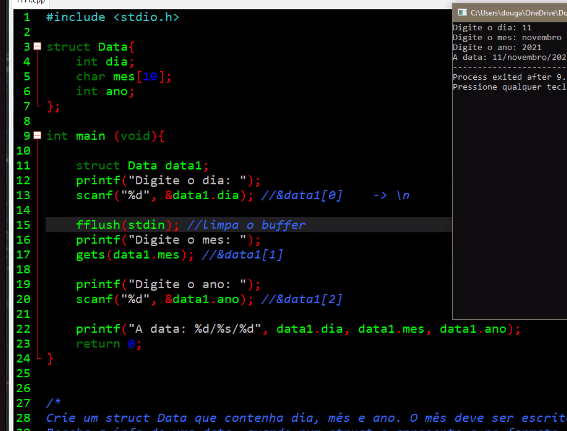 #include <stdio.h>
struct Data{
int dia;
char mes[10];
int ano;
};
int main (void){
struct Data data1;
printf("Digite o dia: ");
scanf("%d", &data1.dia); //&data1[0] -> \n
fflush(stdin); //limpa o buffer
printf("Digite o mes: ");
gets(data1.mes); //&data1[1]
printf("Digite o ano: ");
scanf("%d", &data1.ano); //&data1[2]
printf("A data: %d/%s/%d", data1.dia, data1.mes, data1.ano);
return 0;
}
/*
Crie um struct Data que contenha dia, mês e ano. O mês deve ser
1
2
3
4
5
6
7
8
9
10
11
12
13
14
15
16
17
18
19
20
21
22
23
24
25
26
27
28
C:\Users\douga\OneDrive\Do
Digite o dia: 11
Digite o mes: novembro
Digite o ano: 2021
A data: 11/novembro/202
-----------------------
Process exited after 9.
Pressione qualquer tecl